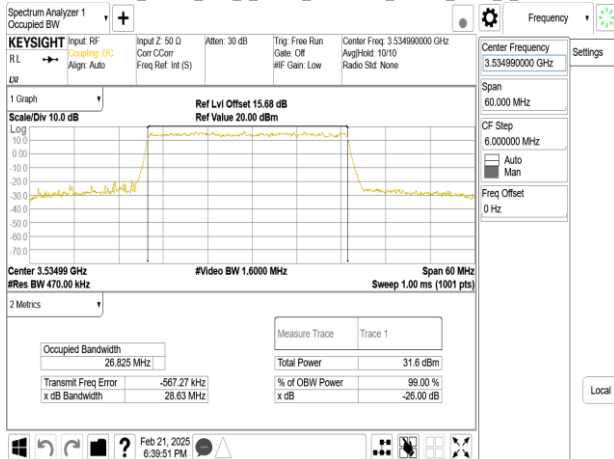 Spectrum Analyzer 1
Occupied BW
Frequency
KEYSIGHT
RL
LXI
Input: RF
Coupling: DC
Align: Auto
Input Z: 50 Ω
Corr CCorr
Freq Ref: Int (S)
Atten: 30 dB
Trig: Free Run
Gate: Off
#IF Gain: Low
Center Freq: 3.534990000 GHz
Avg|Hold: 10/10
Radio Std: None
Center Frequency
3.534990000 GHz
Settings
Span
60.000 MHz
CF Step
6.000000 MHz
Auto
Man
Freq Offset
0 Hz
Local
1 Graph
Scale/Div 10.0 dB
Ref Lvl Offset 15.68 dB
Ref Value 20.00 dBm
Log
10.0
0.00
-10.0
-20.0
-30.0
-40.0
-50.0
-60.0
-70.0
Center 3.53499 GHz
#Video BW 1.6000 MHz
Span 60 MHz
#Res BW 470.00 kHz
Sweep 1.00 ms (1001 pts)
2 Metrics
Occupied Bandwidth
26.825 MHz
Transmit Freq Error -567.27 kHz
x dB Bandwidth 28.63 MHz
Measure Trace Trace 1
Total Power 31.6 dBm
% of OBW Power 99.00 %
x dB -26.00 dB
?
Feb 21, 2025
6:39:51 PM